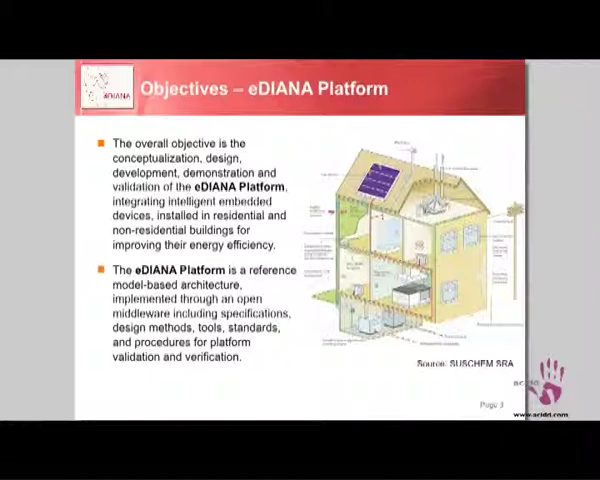 eDIANA
Objectives – eDIANA Platform
The overall objective is the
conceptualization, design,
development, demonstration and
validation of the eDIANA Platform,
integrating intelligent embedded
devices, installed in residential and
non-residential buildings for
improving their energy efficiency.
The eDIANA Platform is a reference
model-based architecture,
implemented through an open
middleware including specifications,
design methods, tools, standards,
and procedures for platform
validation and verification.
Source: SUSCHEM SRA
acidd
Page 3
www.acidd.com